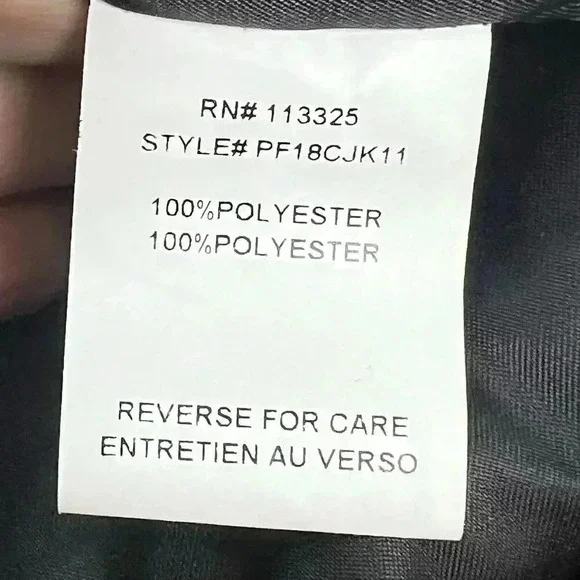 RN# 113325
STYLE# PF18CJK11
100%POLYESTER
100%POLYESTER
REVERSE FOR CARE
ENTRETIEN AU VERSO